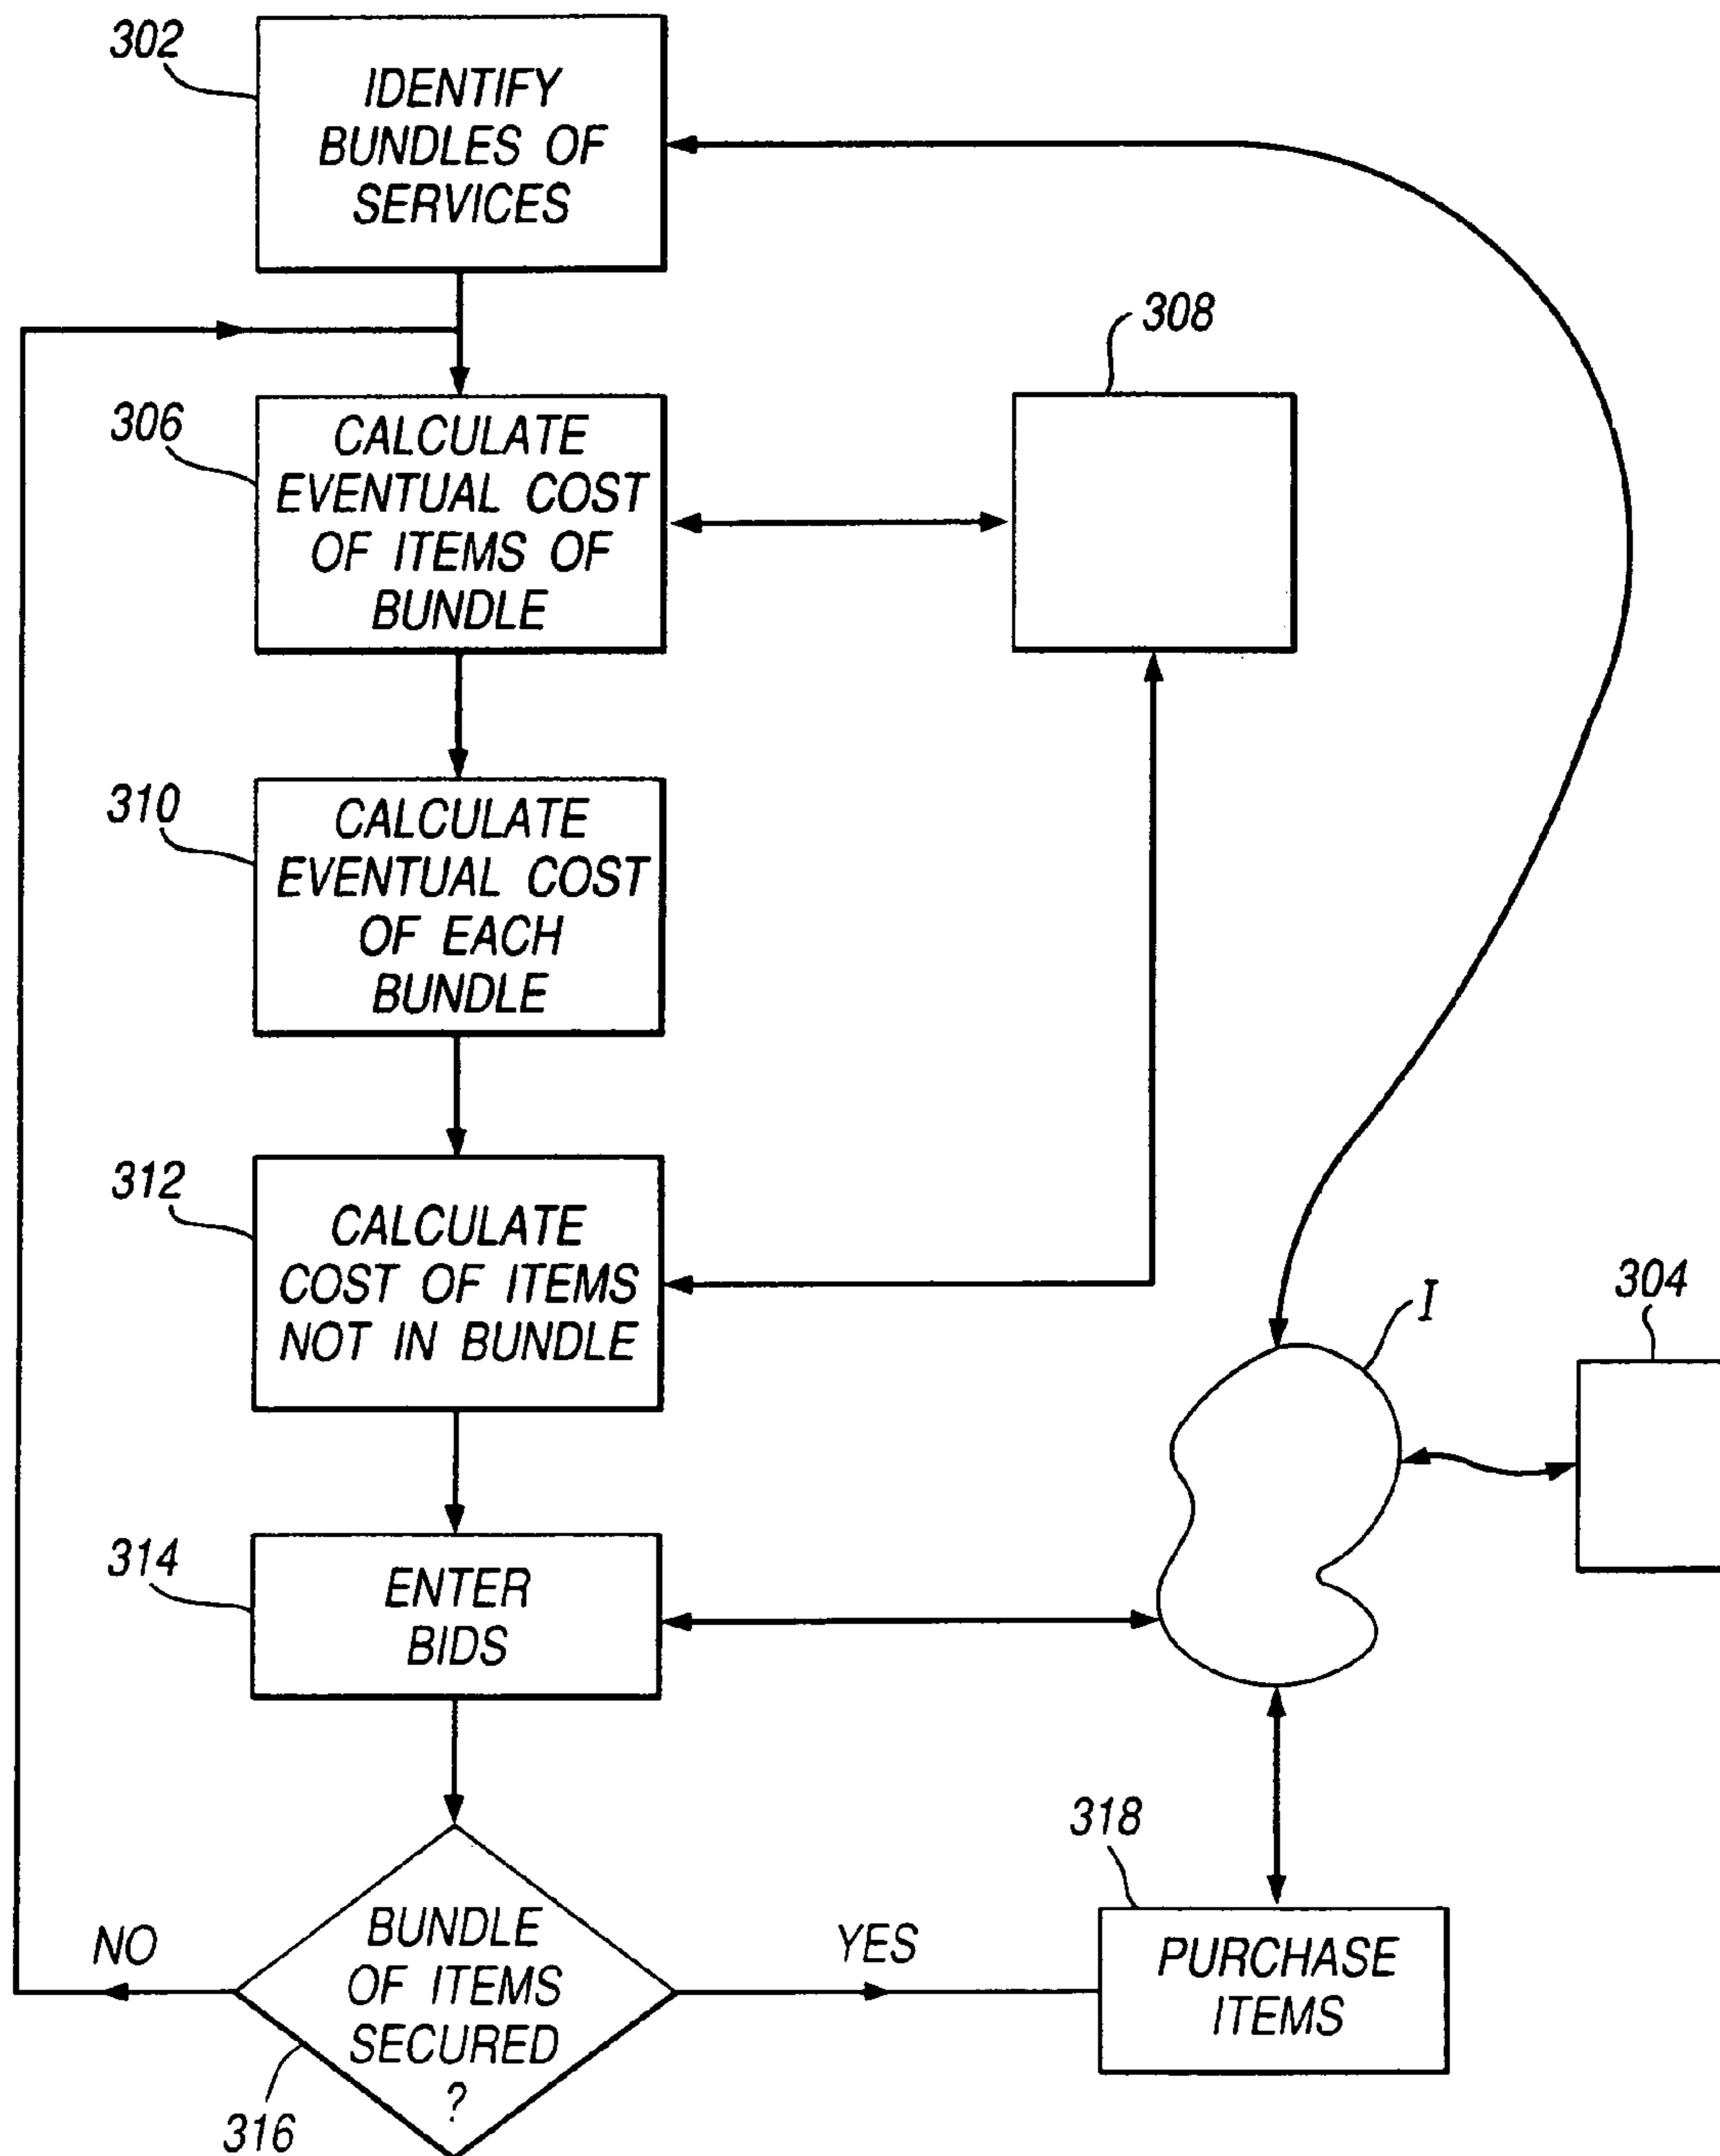 302
IDENTIFY
BUNDLES OF
SERVICES
308
306
CALCULATE
EVENTUAL COST
OF ITEMS OF
BUNDLE
310
CALCULATE
EVENTUAL COST
OF EACH
BUNDLE
312
CALCULATE
COST OF ITEMS
NOT IN BUNDLE
I
304
314
ENTER
BIDS
318
NO
BUNDLE
OF ITEMS
SECURED
?
YES
PURCHASE
ITEMS
316